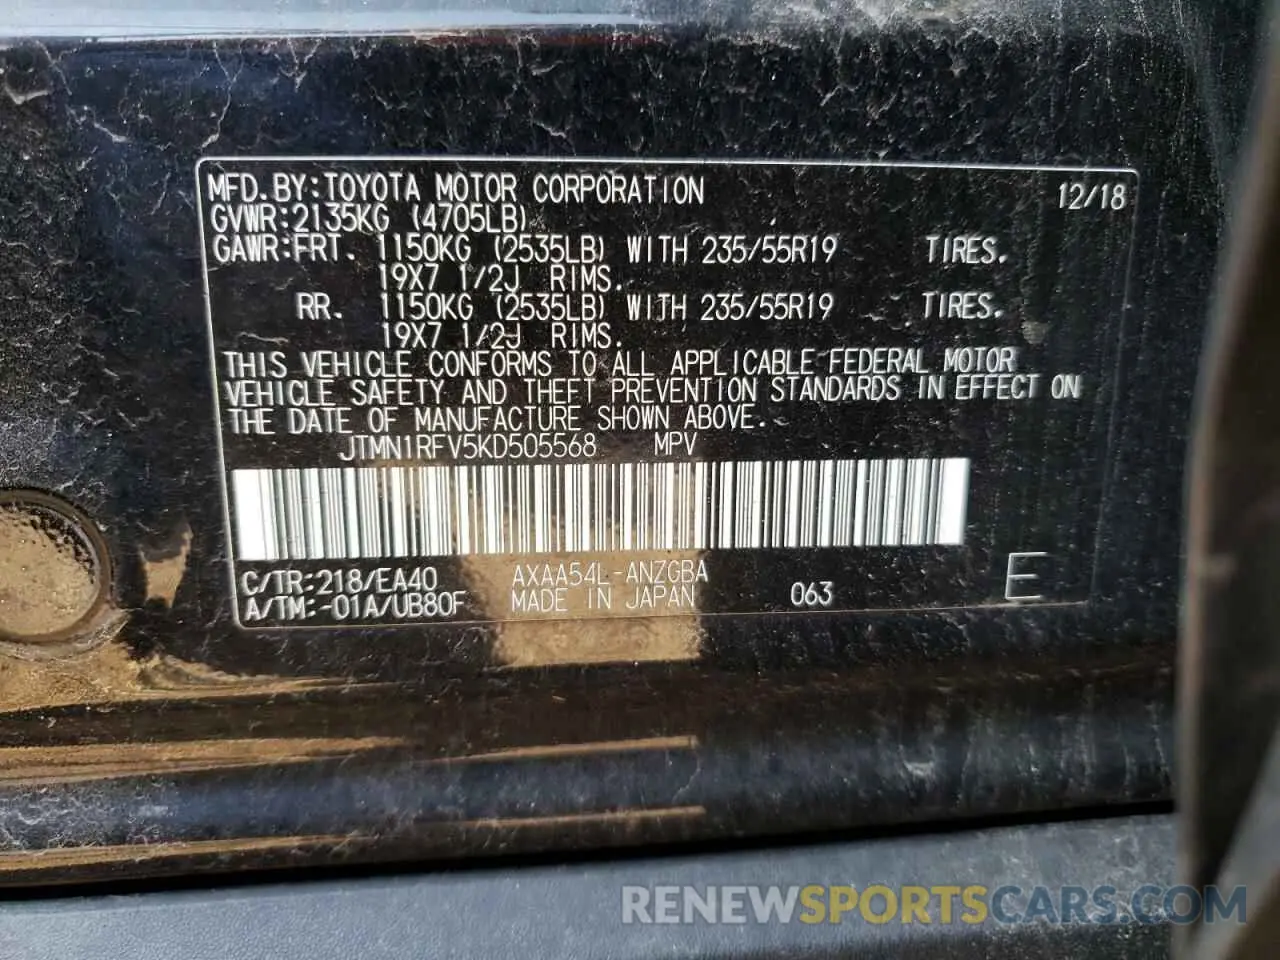 MFD.BY:TOYOTA MOTOR CORPORATION 12/18
GVWR:2135KG (4705LB)
GAWR:FRT. 1150KG (2535LB) WITH 235/55R19 TIRES.
19X7 1/2J RIMS.
RR. 1150KG (2535LB) WITH 235/55R19 TIRES.
19X7 1/2J RIMS.
THIS VEHICLE CONFORMS TO ALL APPLICABLE FEDERAL MOTOR
VEHICLE SAFETY AND THEFT PREVENTION STANDARDS IN EFFECT ON
THE DATE OF MANUFACTURE SHOWN ABOVE.
JTMN1RFV5KD505568 MPV
C/TR:218/EA40 AXAA54L-ANZGBA
A/TM:-01A/UB80F MADE IN JAPAN 063 E
RENEWSPORTSCARS.COM